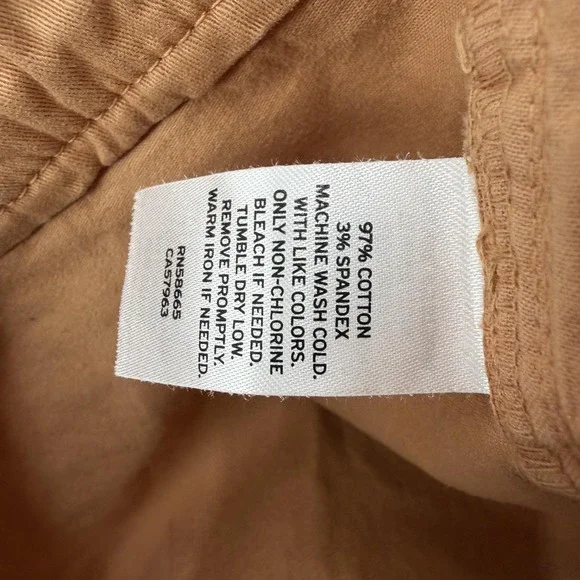 97% COTTON
3% SPANDEX
MACHINE WASH COLD.
WITH LIKE COLORS.
ONLY NON-CHLORINE
BLEACH IF NEEDED.
TUMBLE DRY LOW.
REMOVE PROMPTLY.
WARM IRON IF NEEDED.
RN58665
CA57963